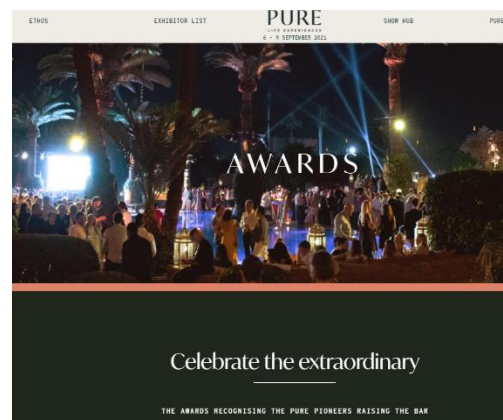 ETHOS
EXHIBITOR LIST
PURE
LIFE EXPERIENCES
6 - 9 SEPTEMBER 2021
SHOW HUB
PURE
AWARDS
Celebrate the extraordinary
THE AWARDS RECOGNISING THE PURE PIONEERS RAISING THE BAR